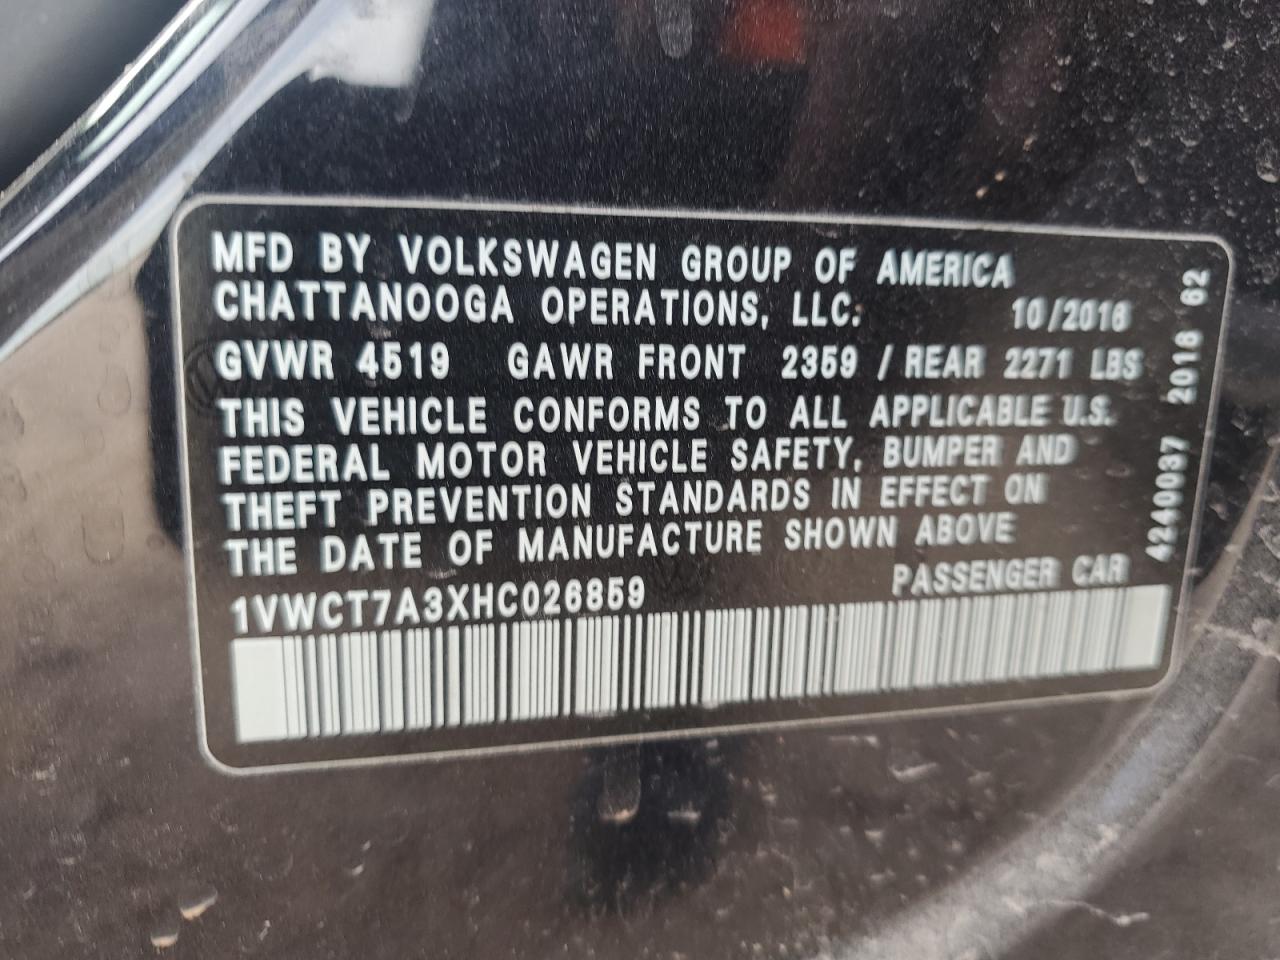 MFD BY VOLKSWAGEN GROUP OF AMERICA
CHATTANOOGA OPERATIONS, LLC. 10/2016
GVWR 4519 GAWR FRONT 2359 / REAR 2271 LBS
THIS VEHICLE CONFORMS TO ALL APPLICABLE U.S.
FEDERAL MOTOR VEHICLE SAFETY, BUMPER AND
THEFT PREVENTION STANDARDS IN EFFECT ON
THE DATE OF MANUFACTURE SHOWN ABOVE
PASSENGER CAR
1VWCT7A3XHC026859
4240037 2016 62